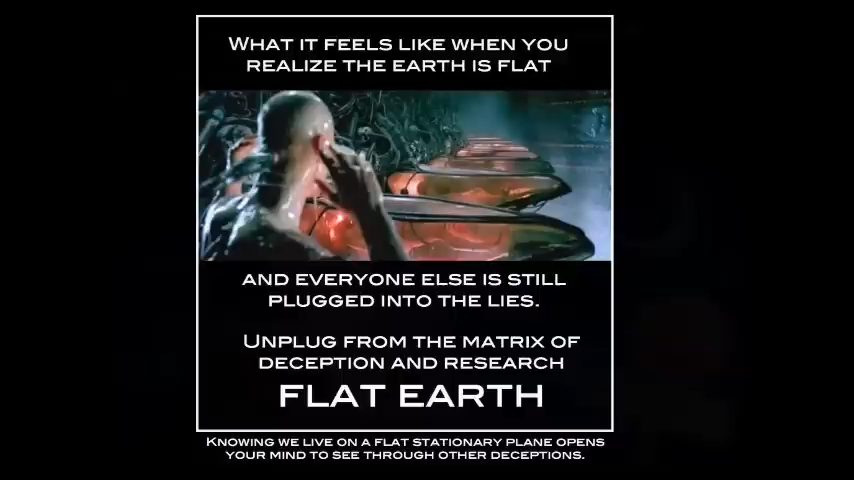 What it feels like when you
realize the earth is flat
and everyone else is still
plugged into the lies.
Unplug from the matrix of
deception and research
FLAT EARTH
Knowing we live on a flat stationary plane opens
your mind to see through other deceptions.